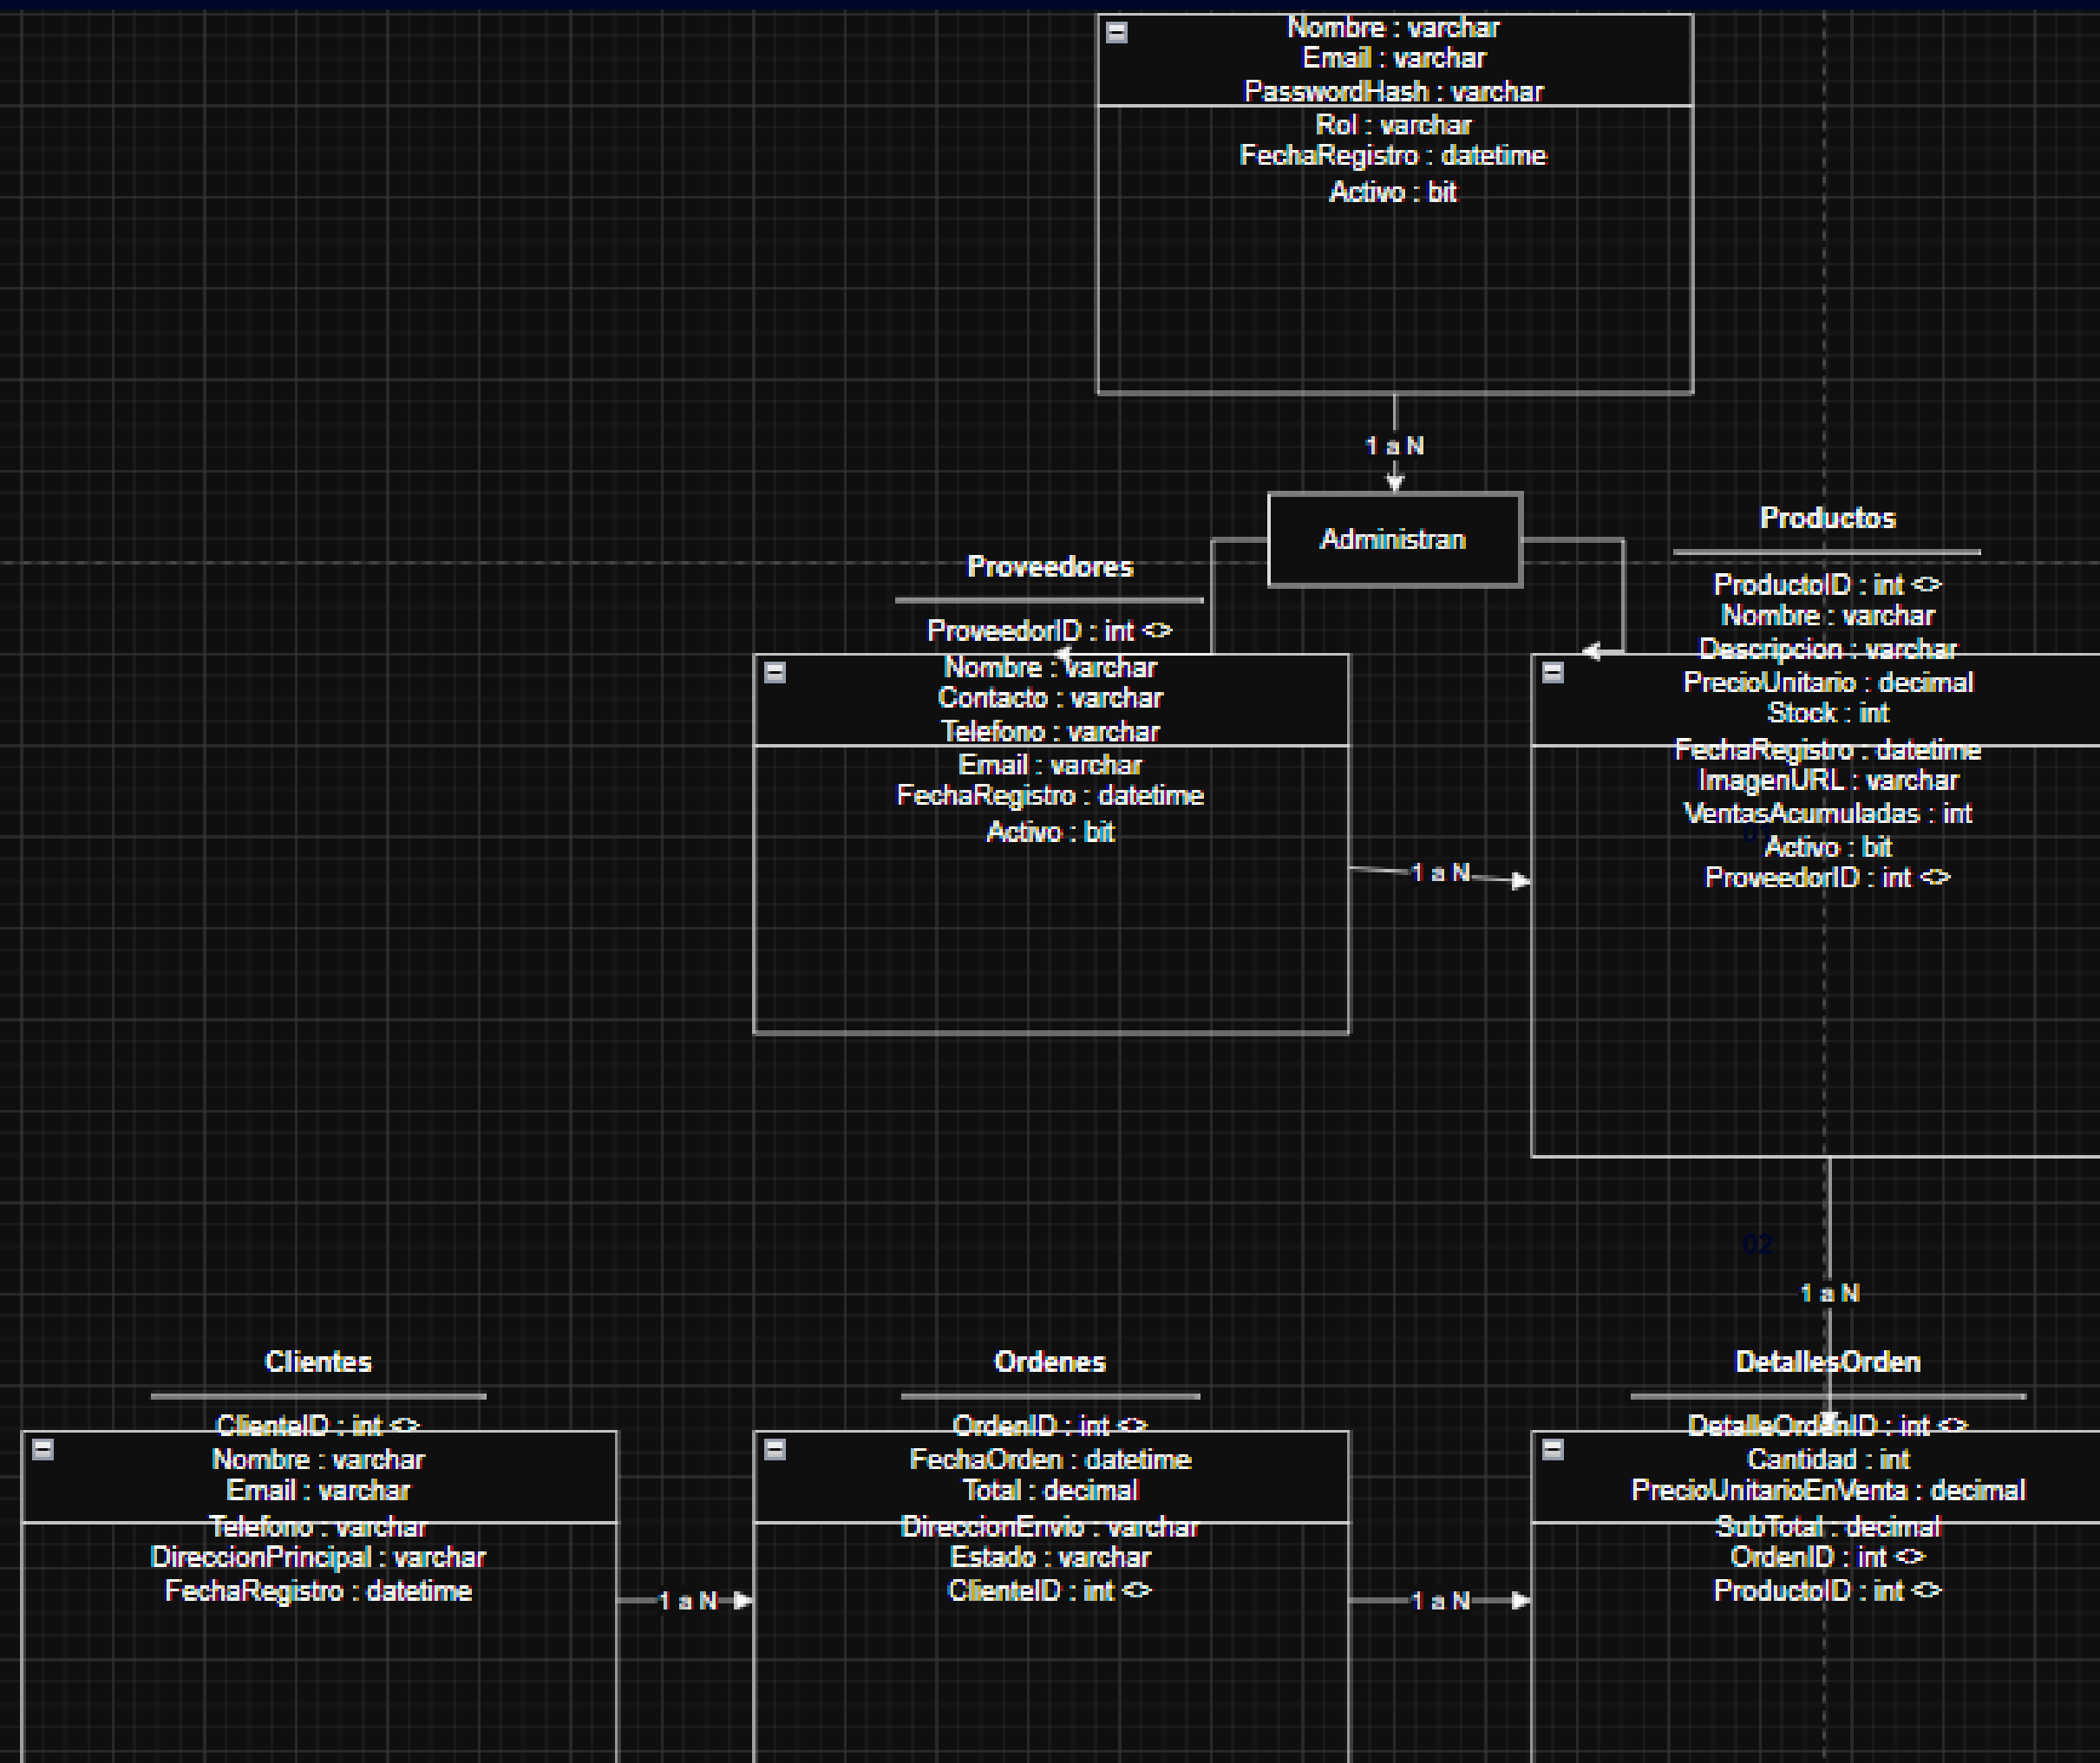 Nombre : varchar
Email : varchar
PasswordHash : varchar
Rol : varchar
FechaRegistro : datetime
Activo : bit
1 a N
Administran
Proveedores
ProveedorID : int <>
Nombre : varchar
Contacto : varchar
Telefono : varchar
Email : varchar
FechaRegistro : datetime
Activo : bit
1 a N
Productos
ProductoID : int <>
Nombre : varchar
Descripcion : varchar
PrecioUnitario : decimal
Stock : int
FechaRegistro : datetime
ImagenURL : varchar
VentasAcumuladas : int
Activo : bit
ProveedorID : int <>
02
1 a N
Clientes
ClienteID : int <>
Nombre : varchar
Email : varchar
Telefono : varchar
DireccionPrincipal : varchar
FechaRegistro : datetime
1 a N
Ordenes
OrdenID : int <>
FechaOrden : datetime
Total : decimal
DireccionEnvio : varchar
Estado : varchar
ClienteID : int <>
1 a N
DetallesOrden
DetalleOrdenID : int <>
Cantidad : int
PrecioUnitarioEnVenta : decimal
SubTotal : decimal
OrdenID : int <>
ProductoID : int <>